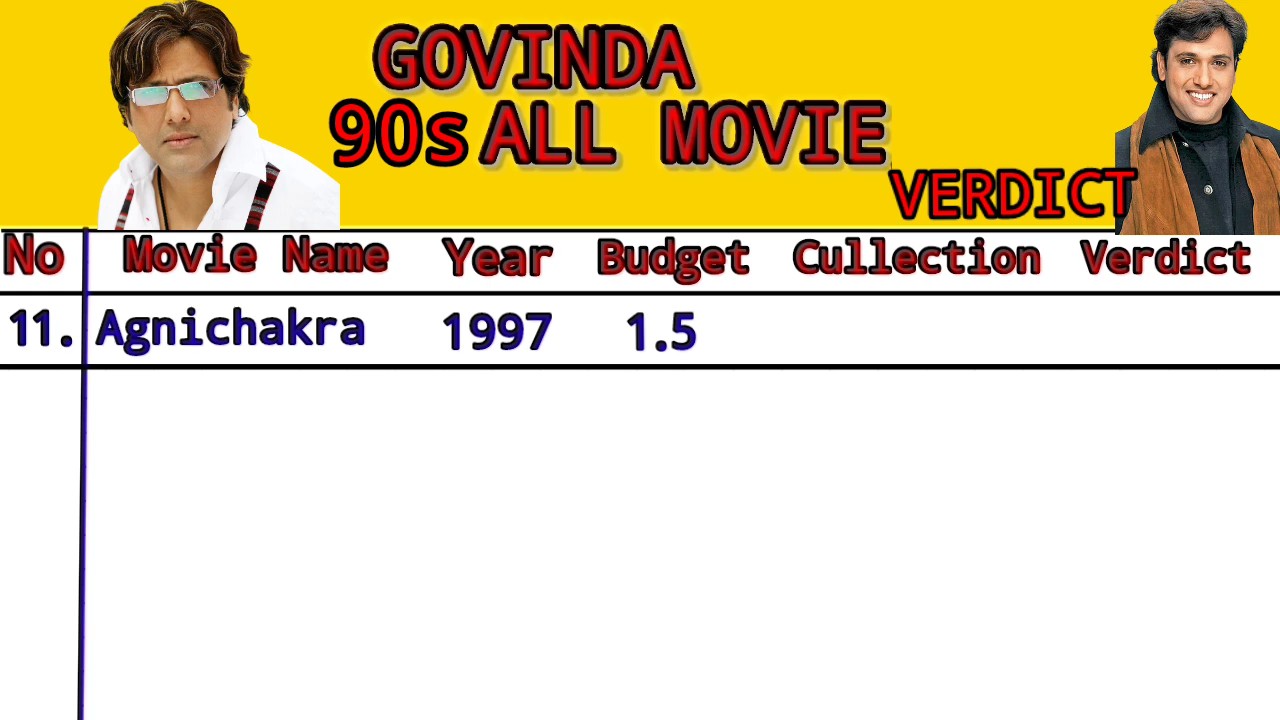 GOVINDA
90s ALL MOVIE
VERDICT
No Movie Name Year Budget Cullection Verdict
11. Agnichakra 1997 1.5